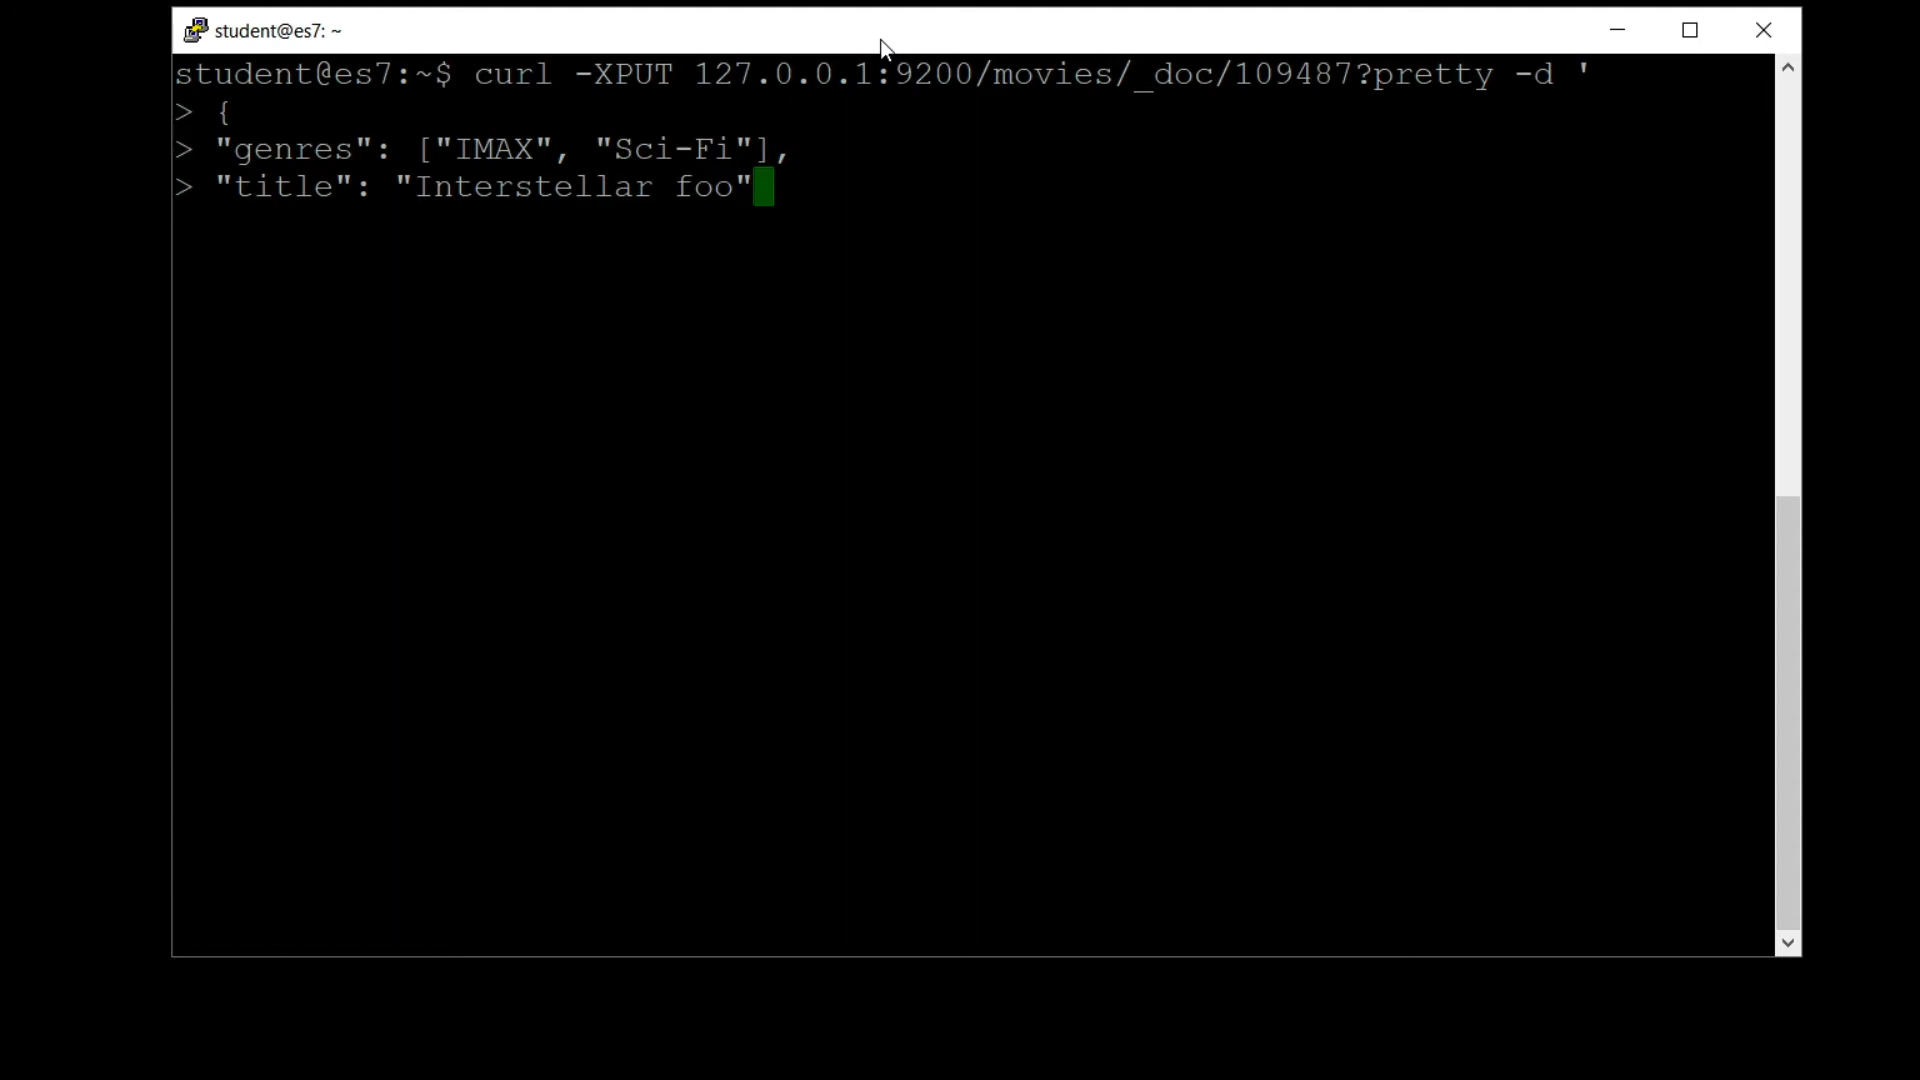 student@es7: ~
student@es7:~$ curl -XPUT 127.0.0.1:9200/movies/_doc/109487?pretty -d '
> {
> "genres": ["IMAX", "Sci-Fi"],
> "title": "Interstellar foo"